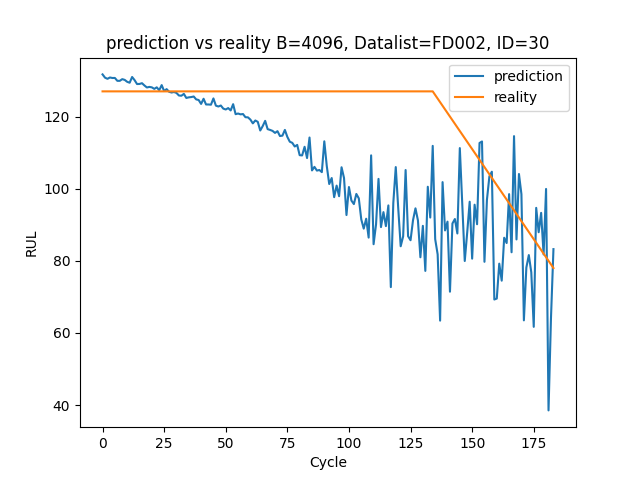 prediction vs reality B=4096, Datalist=FD002, ID=30
prediction
reality
120
100
80
60
40
RUL
0 25 50 75 100 125 150 175
Cycle